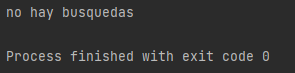 no hay busquedas
Process finished with exit code 0